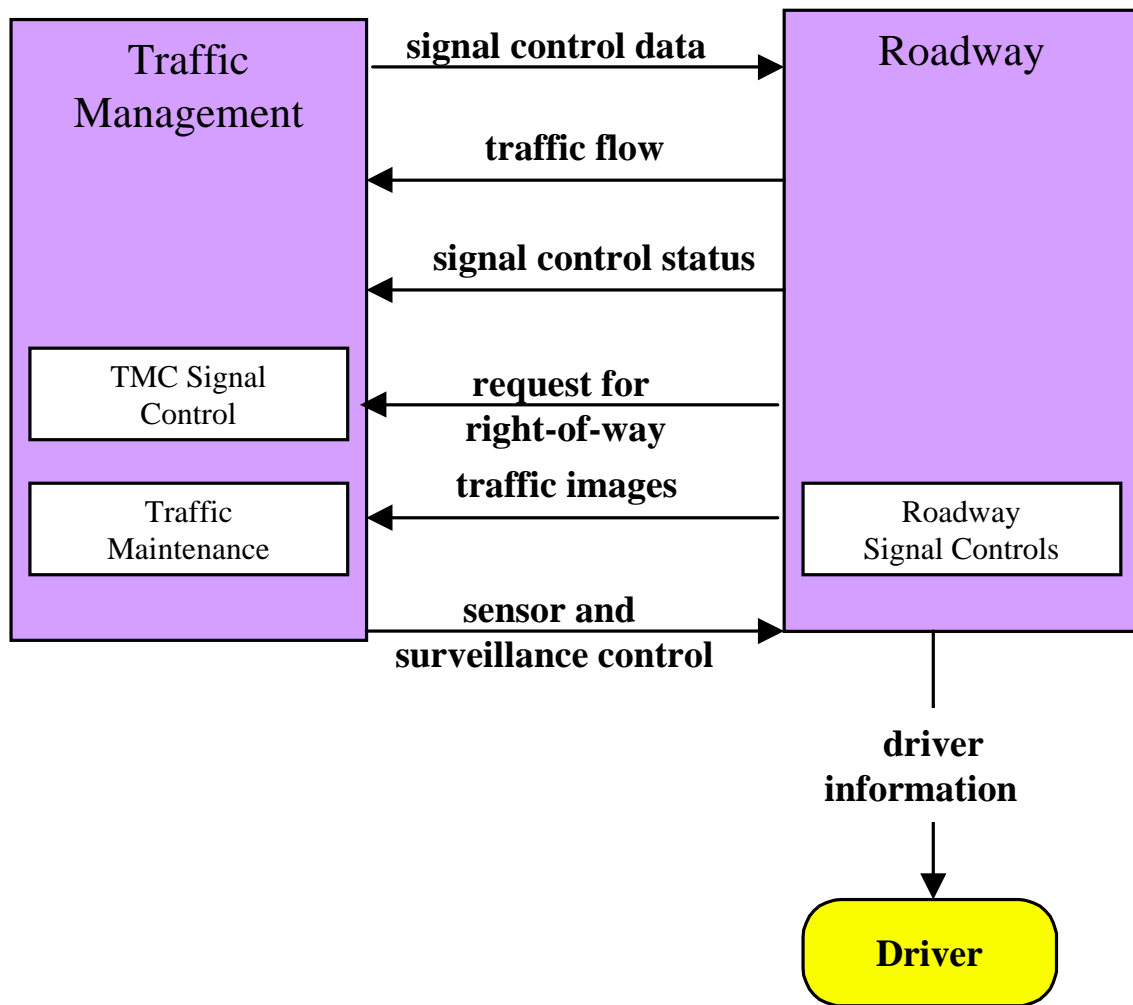 Traffic
Management
signal control data
Roadway
traffic flow
signal control status
TMC Signal
Control
request for
right-of-way
traffic images
Traffic
Maintenance
Roadway
Signal Controls
sensor and
surveillance control
driver
information
Driver